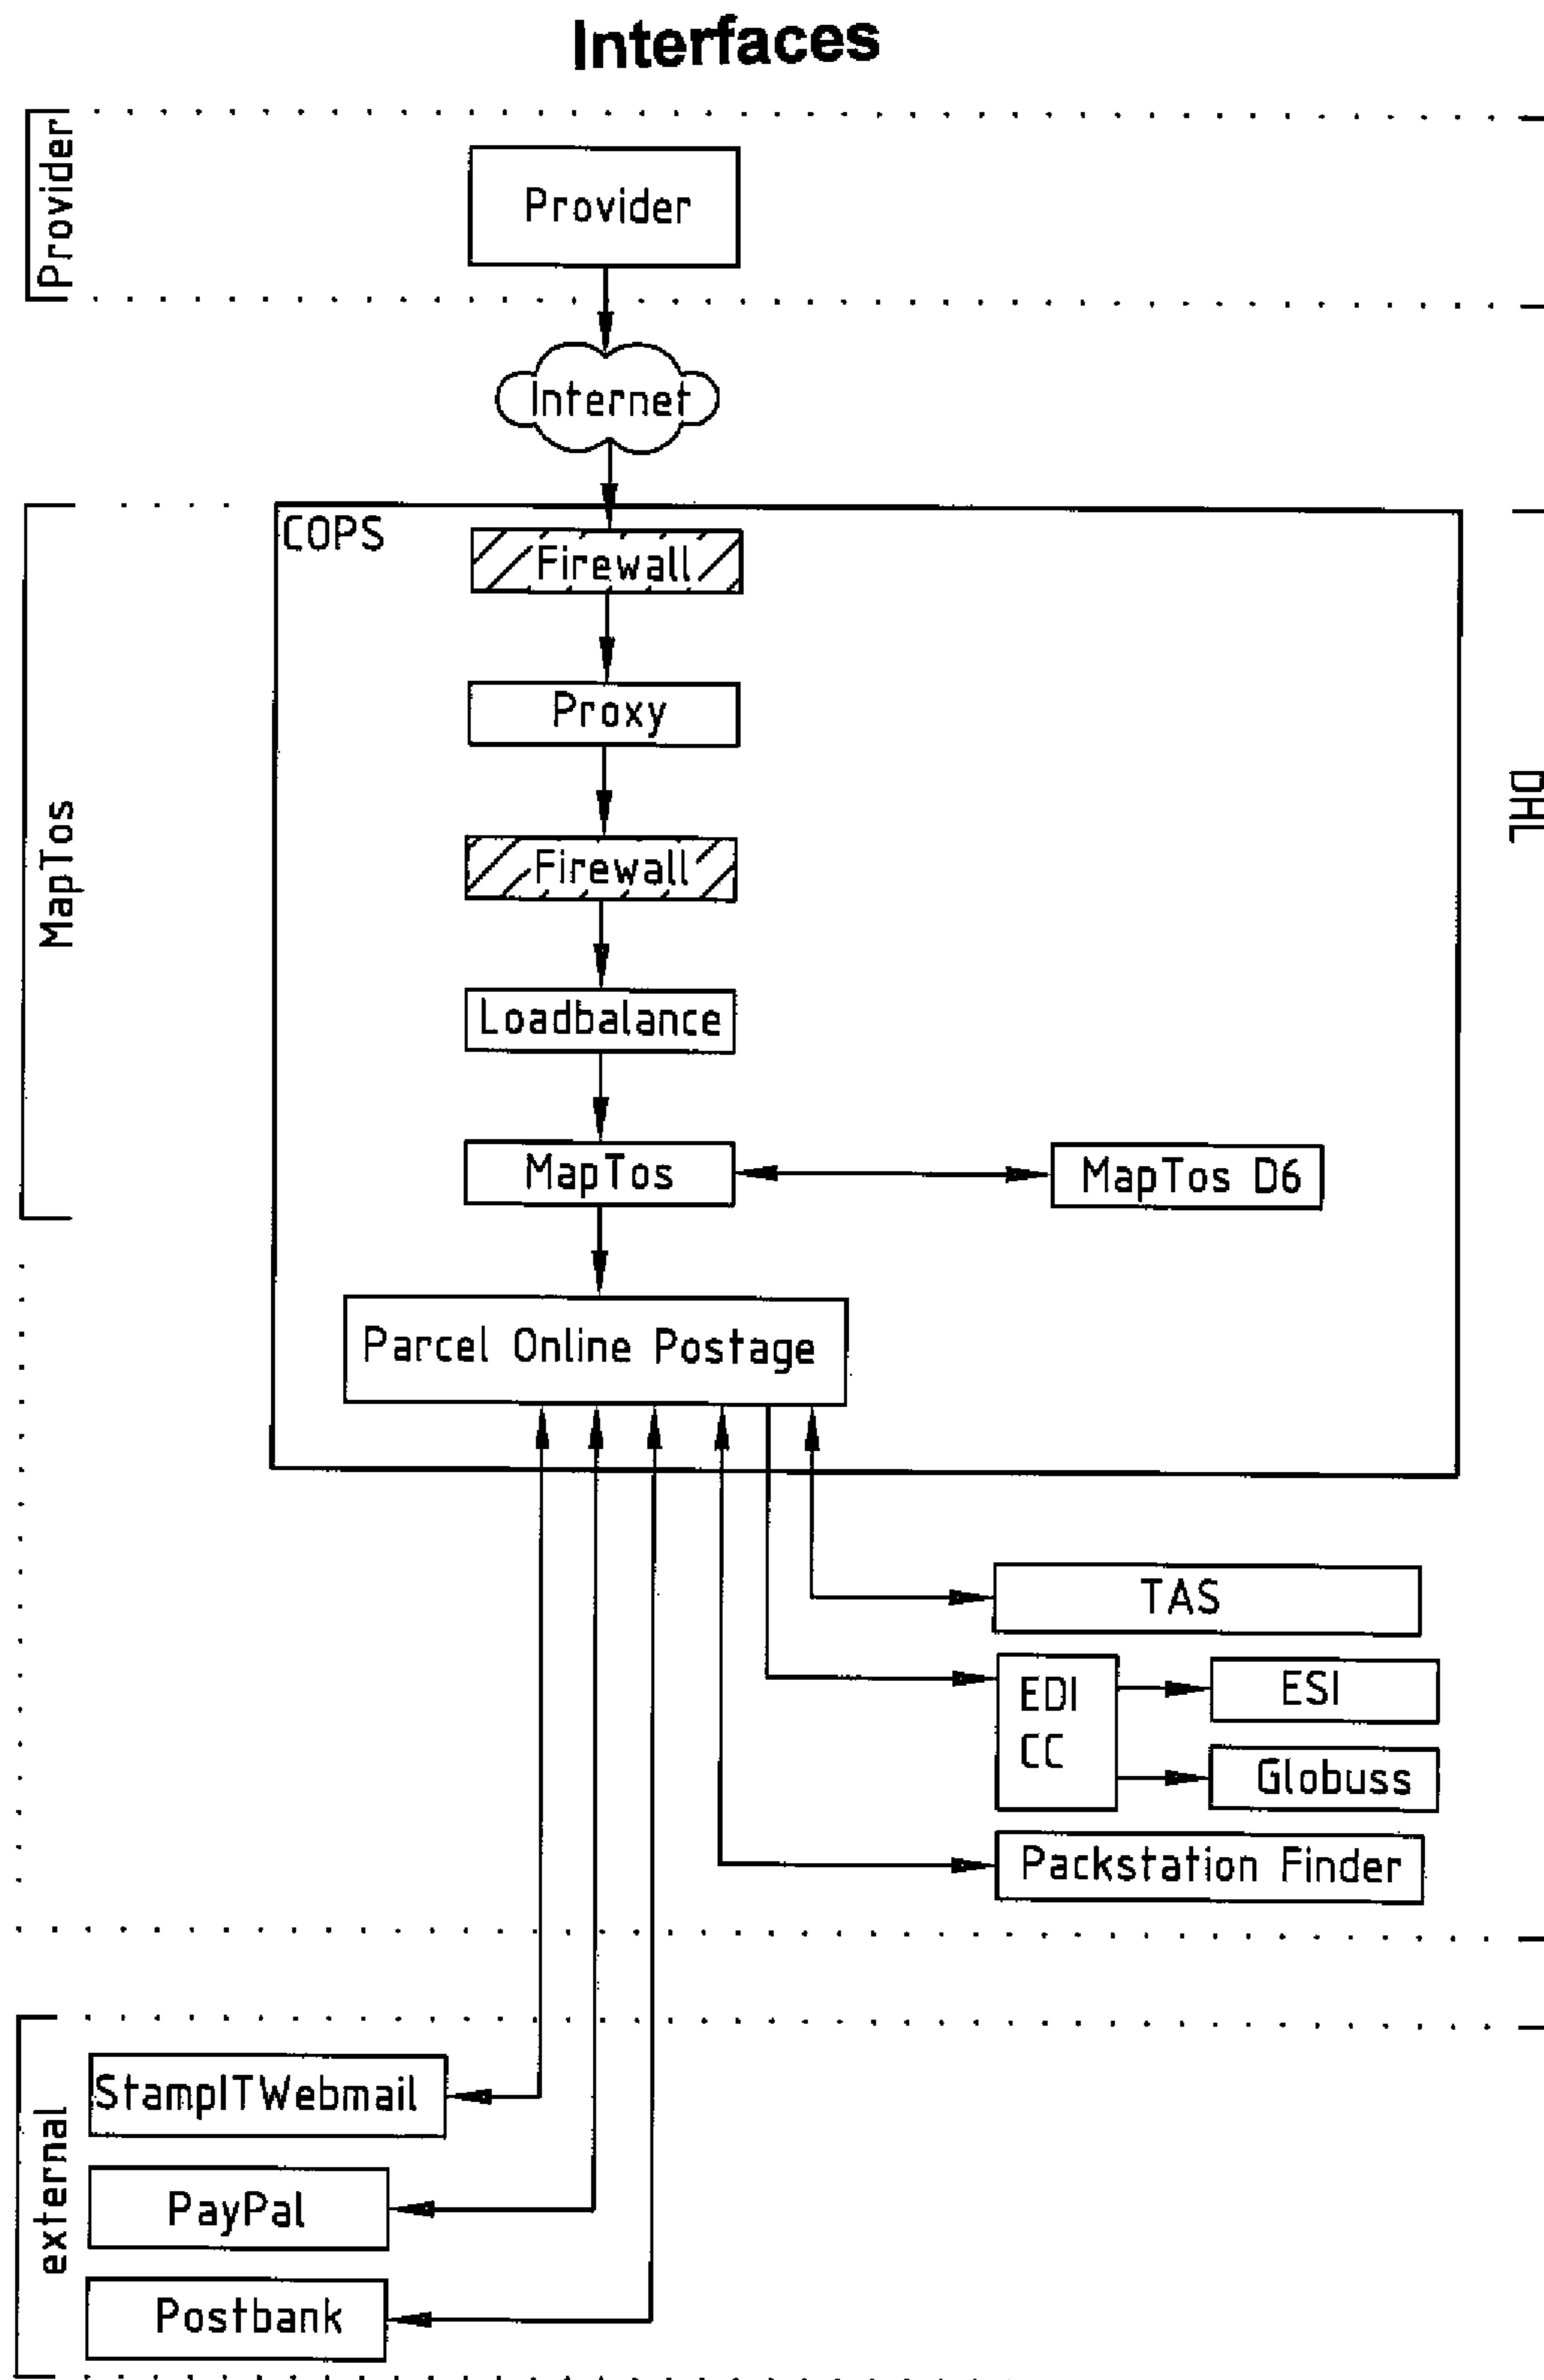 Interfaces
Provider
Provider
Internet
COPS
Firewall
Proxy
DHL
MapTos
Firewall
Loadbalance
MapTos
MapTos D6
Parcel Online Postage
TAS
EDI
CC
ESI
Globuss
Packstation Finder
external
StampITWebmail
PayPal
Postbank